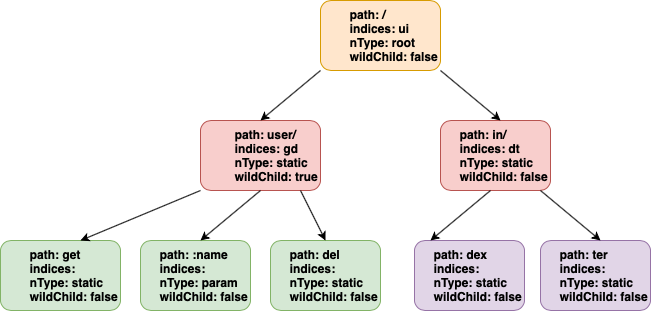 path: /
indices: ui
nType: root
wildChild: false
path: user/
indices: gd
nType: static
wildChild: true
path: in/
indices: dt
nType: static
wildChild: false
path: get
indices:
nType: static
wildChild: false
path: :name
indices:
nType: param
wildChild: false
path: del
indices:
nType: static
wildChild: false
path: dex
indices:
nType: static
wildChild: false
path: ter
indices:
nType: static
wildChild: false